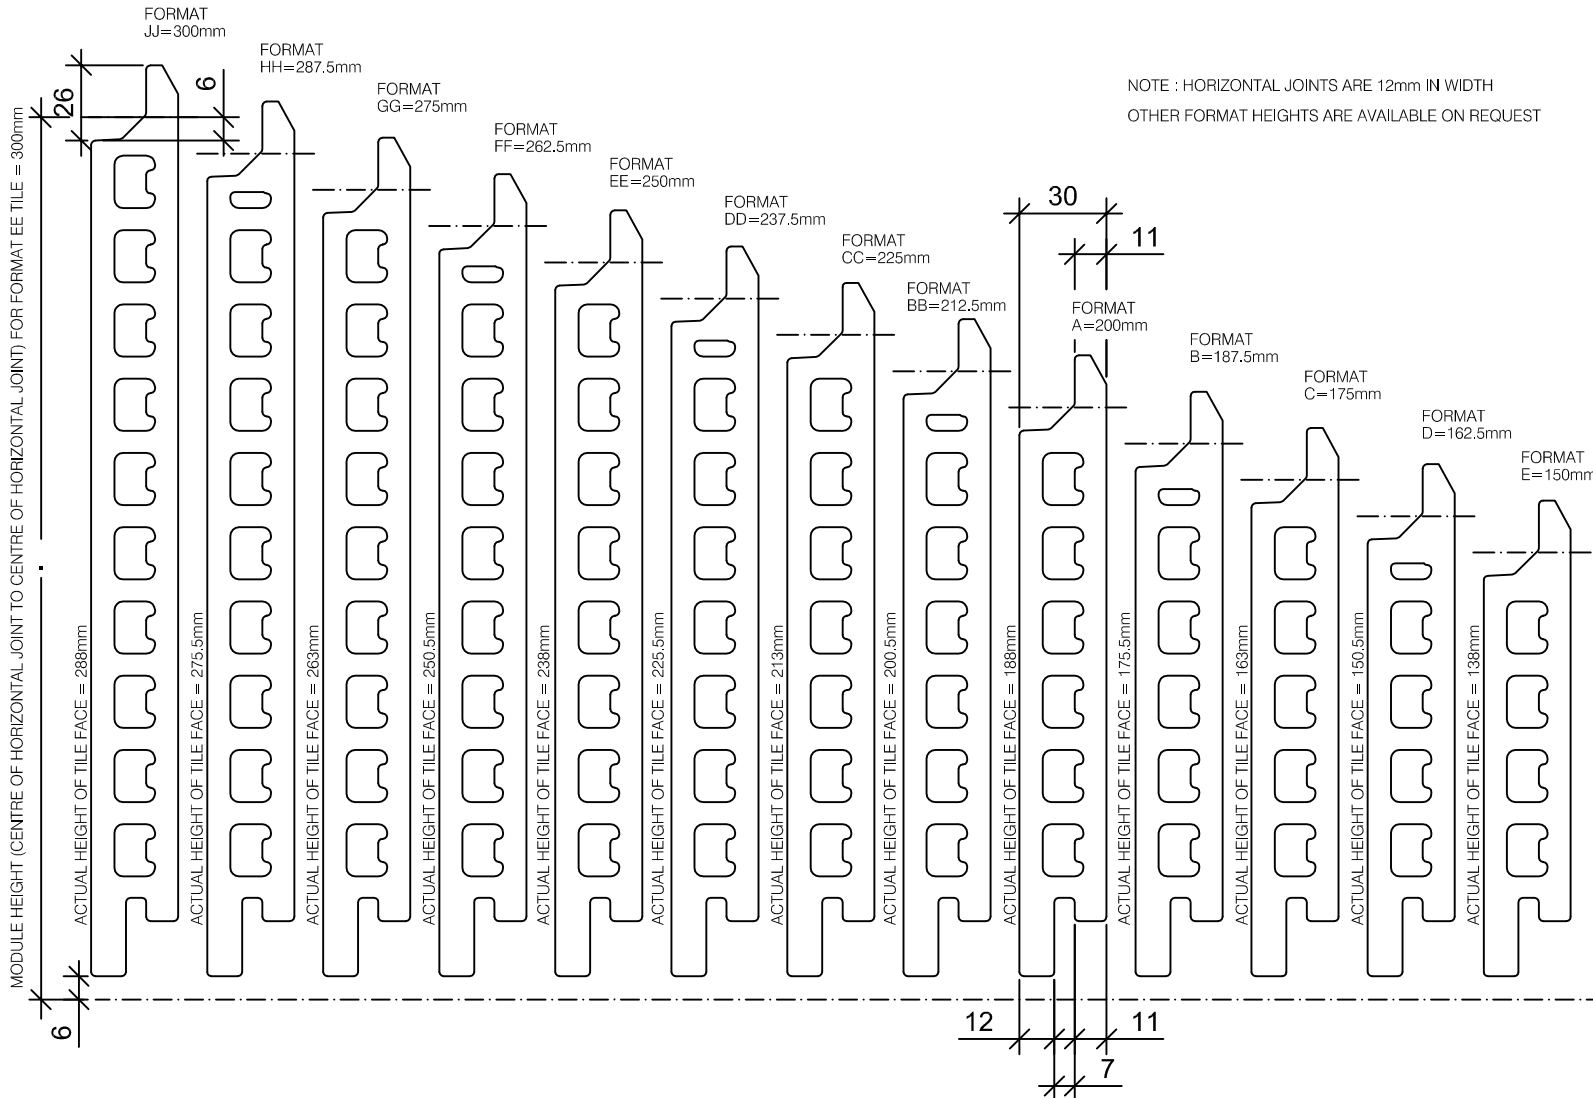 FORMAT
JJ=300mm
FORMAT
HH=287.5mm
FORMAT
GG=275mm
FORMAT
FF=262.5mm
FORMAT
EE=250mm
FORMAT
DD=237.5mm
FORMAT
CC=225mm
FORMAT
BB=212.5mm
FORMAT
A=200mm
FORMAT
B=187.5mm
FORMAT
C=175mm
FORMAT
D=162.5mm
FORMAT
E=150mm
NOTE : HORIZONTAL JOINTS ARE 12mm IN WIDTH
OTHER FORMAT HEIGHTS ARE AVAILABLE ON REQUEST
26
6
30
11
MODULE HEIGHT (CENTRE OF HORIZONTAL JOINT TO CENTRE OF HORIZONTAL JOINT) FOR FORMAT EE TILE = 300mm
ACTUAL HEIGHT OF TILE FACE = 288mm
ACTUAL HEIGHT OF TILE FACE = 275.5mm
ACTUAL HEIGHT OF TILE FACE = 263mm
ACTUAL HEIGHT OF TILE FACE = 250.5mm
ACTUAL HEIGHT OF TILE FACE = 238mm
ACTUAL HEIGHT OF TILE FACE = 225.5mm
ACTUAL HEIGHT OF TILE FACE = 213mm
ACTUAL HEIGHT OF TILE FACE = 200.5mm
ACTUAL HEIGHT OF TILE FACE = 188mm
ACTUAL HEIGHT OF TILE FACE = 175.5mm
ACTUAL HEIGHT OF TILE FACE = 163mm
ACTUAL HEIGHT OF TILE FACE = 150.5mm
ACTUAL HEIGHT OF TILE FACE = 138mm
6
12
11
7